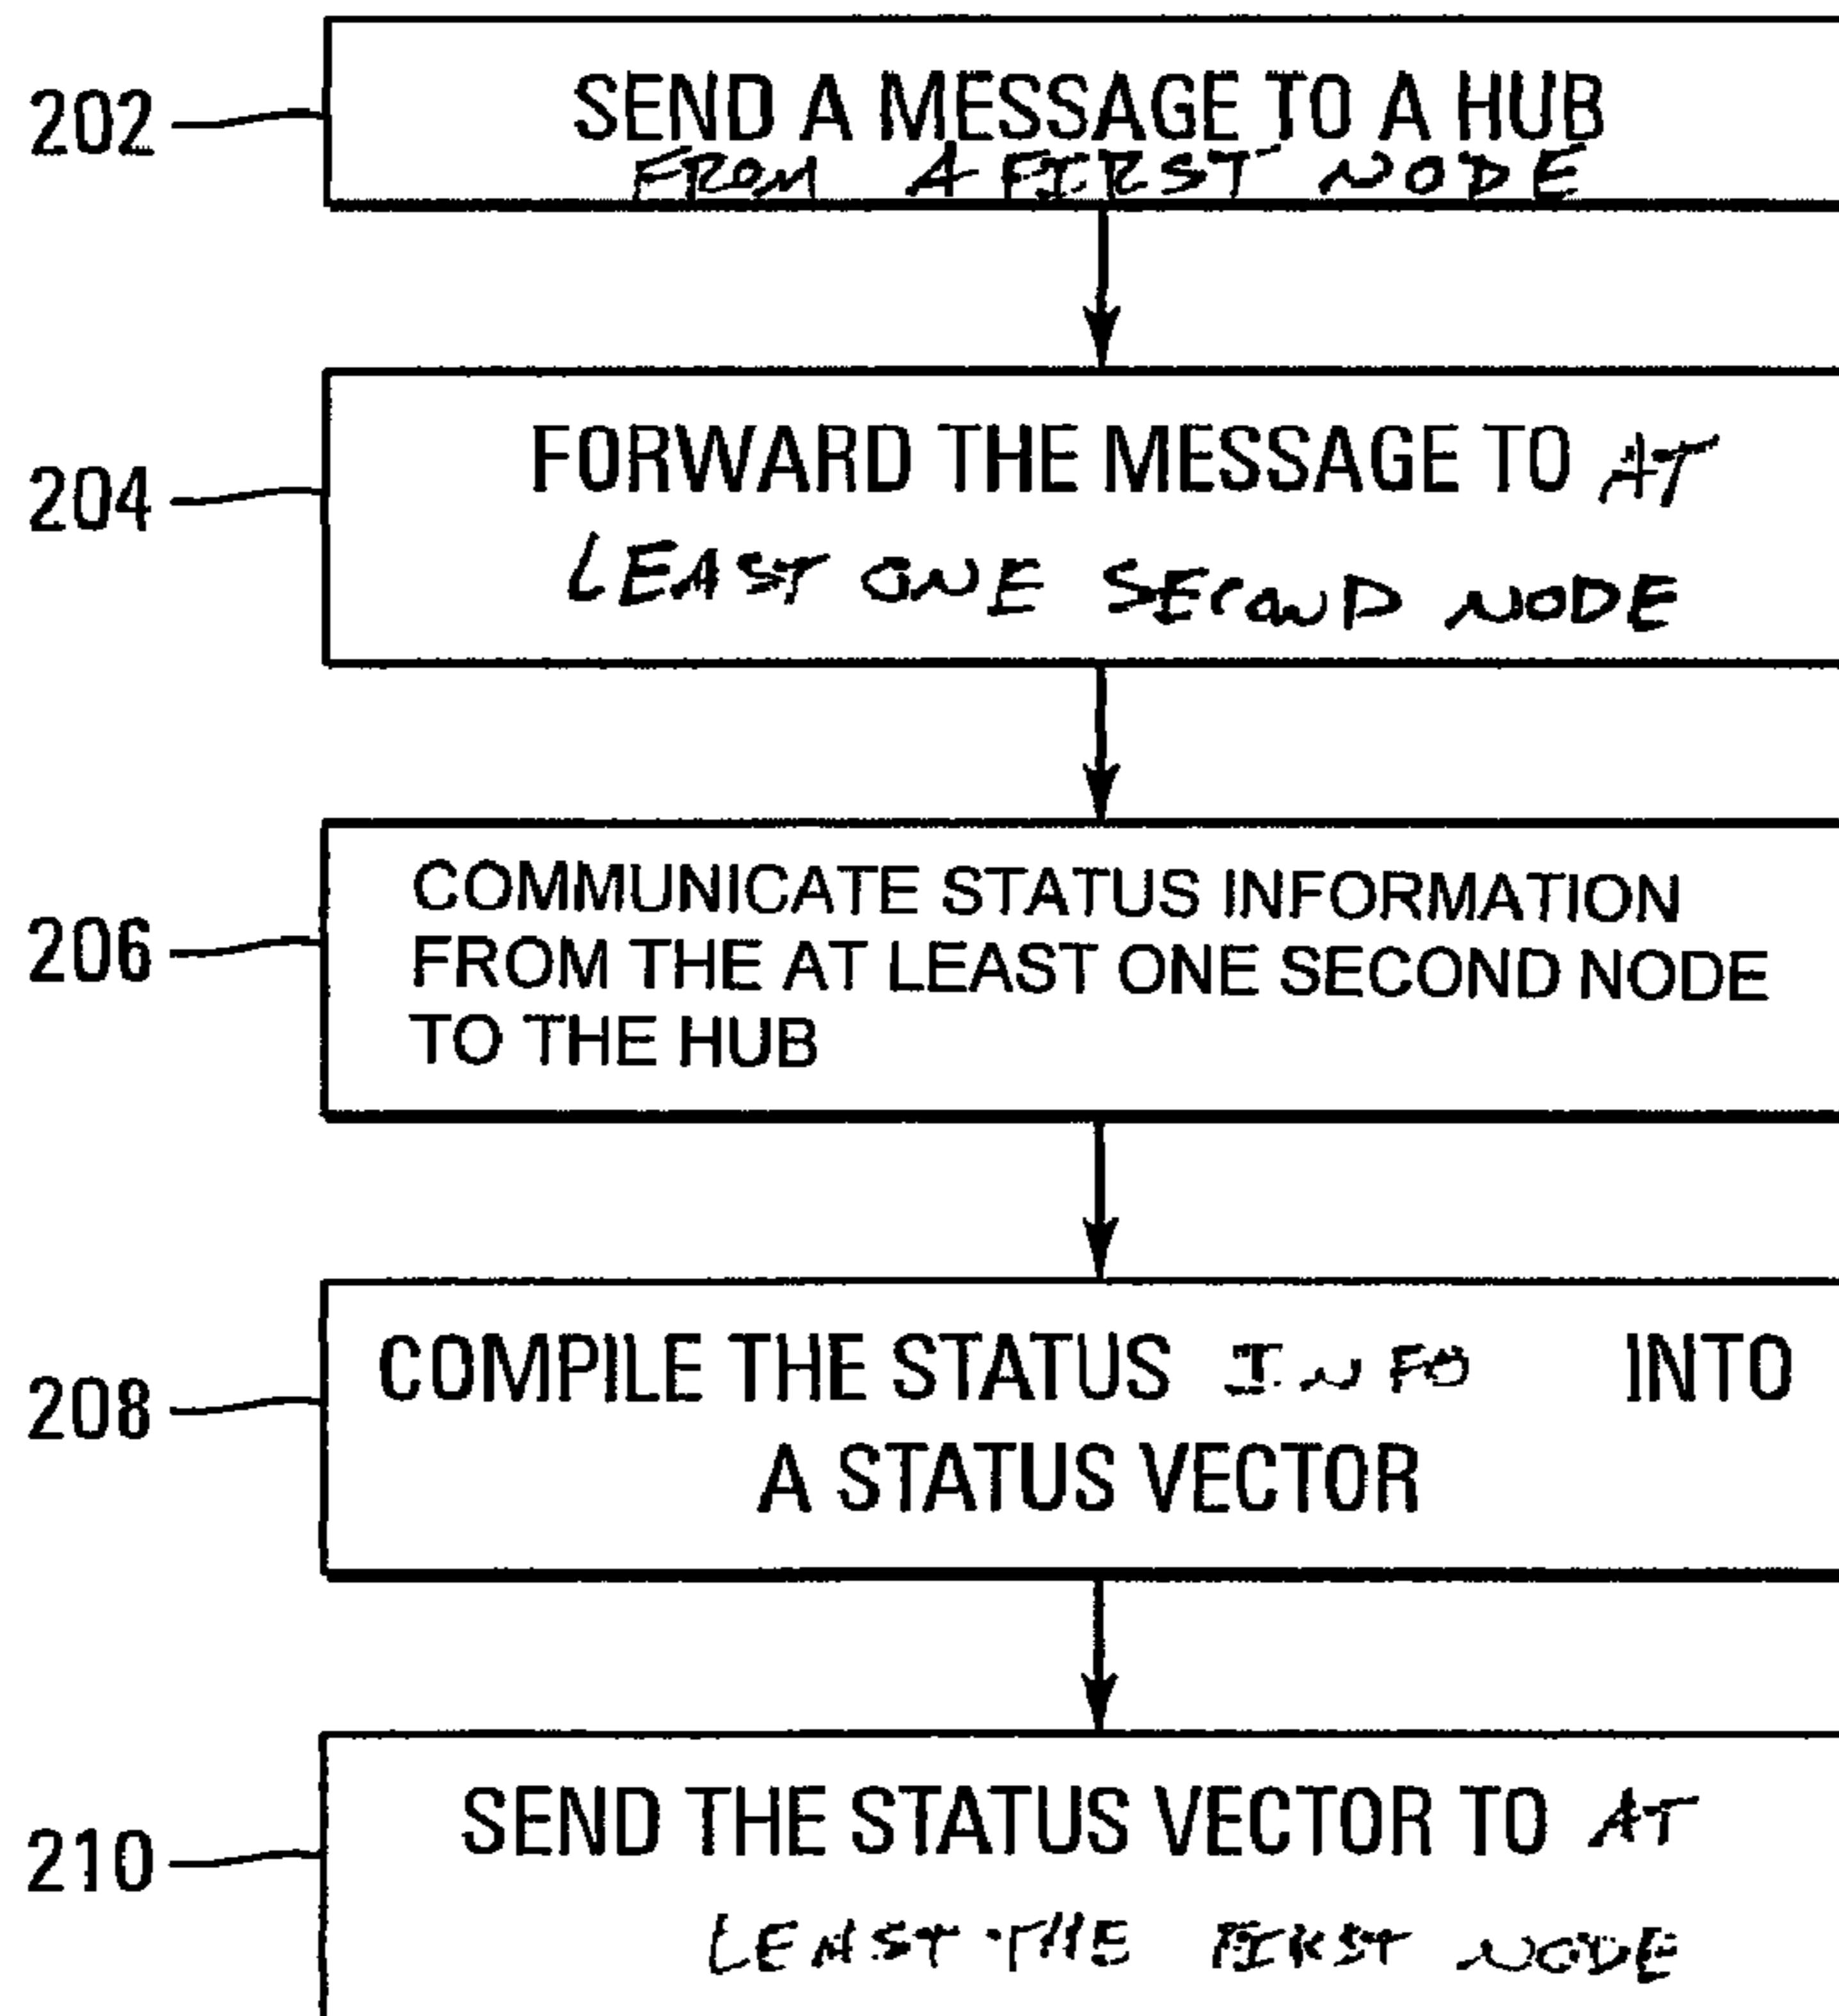 202
SEND A MESSAGE TO A HUB
FROM A FIRST NODE
204
FORWARD THE MESSAGE TO AT
LEAST ONE SECOND NODE
206
COMMUNICATE STATUS INFORMATION
FROM THE AT LEAST ONE SECOND NODE
TO THE HUB
208
COMPILE THE STATUS INFO INTO
A STATUS VECTOR
210
SEND THE STATUS VECTOR TO AT
LEAST THE FIRST NODE